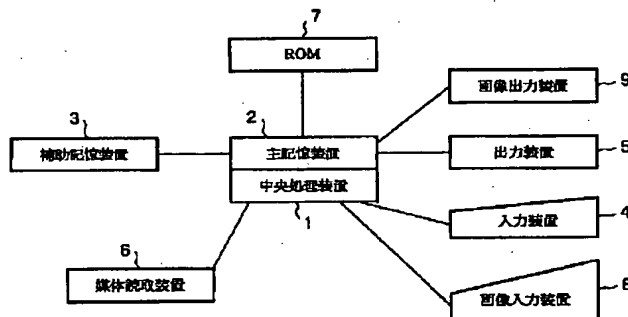 7
ROM
9
画像出力装置
3
2
補助記憶装置
主記憶装置
5
出力装置
中央処理装置
1
4
入力装置
6
媒体読取装置
8
画像入力装置